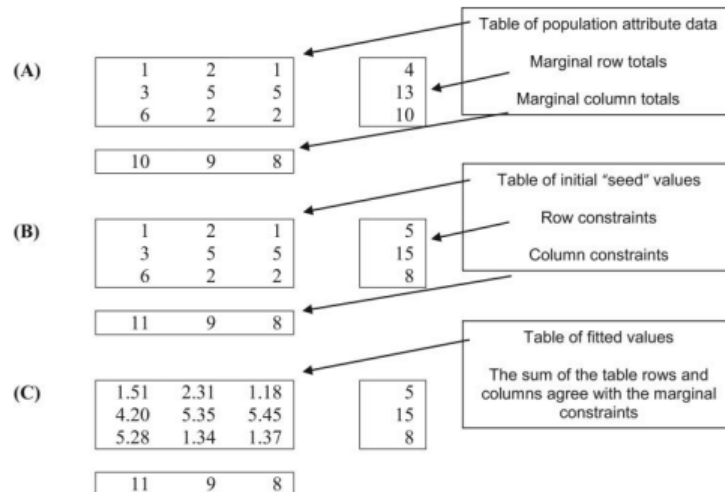 Table of population attribute data
(A)
1 2 1 4
Marginal row totals
3 5 5 13
6 2 2 10
Marginal column totals
10 9 8
Table of initial “seed” values
(B)
1 2 1 5
Row constraints
3 5 5 15
6 2 2 8
Column constraints
11 9 8
Table of fitted values
(C)
1.51 2.31 1.18 5
4.20 5.35 5.45 15
5.28 1.34 1.37 8
The sum of the table rows and
columns agree with the marginal
constraints
11 9 8